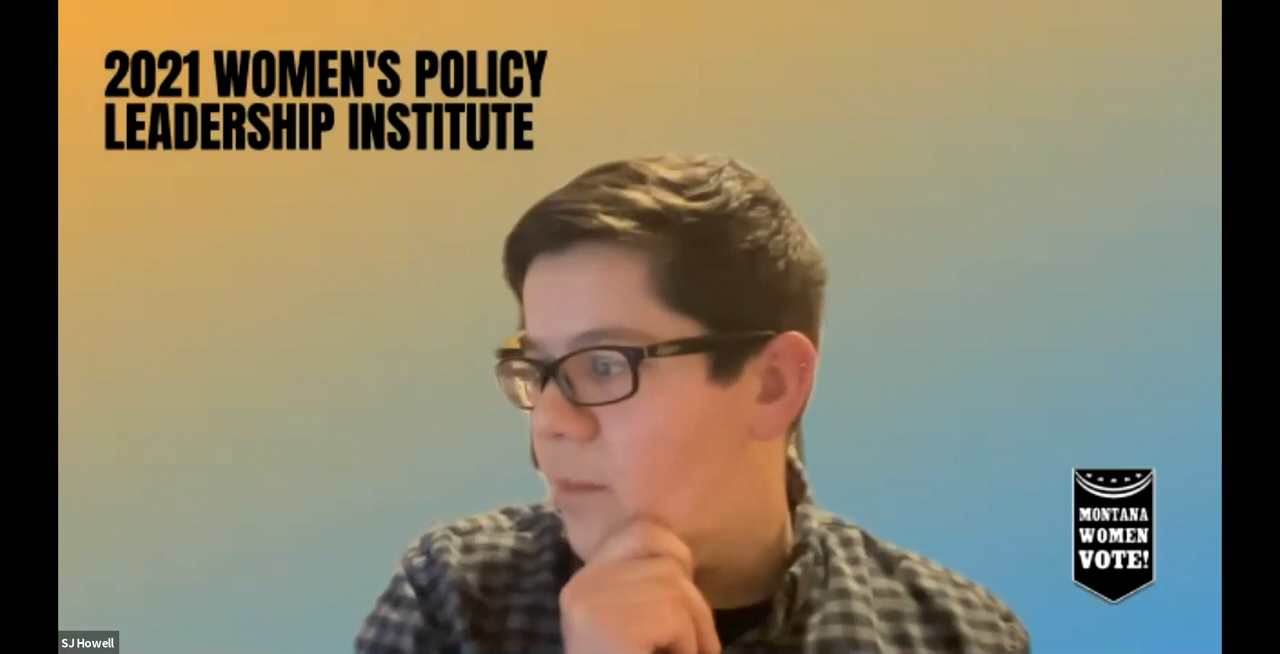 2021 WOMEN'S POLICY
LEADERSHIP INSTITUTE
MONTANA
WOMEN
VOTE!
SJ Howell